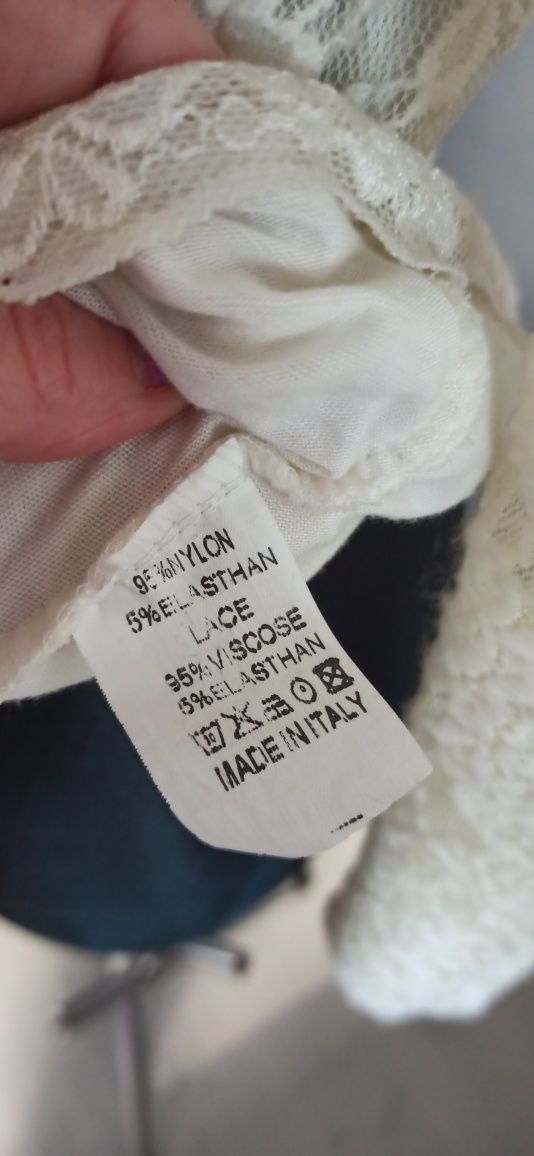 95%NYLON
5%ELASTHAN
LACE
95%VISCOSE
5%ELASTHAN
MADE IN ITALY